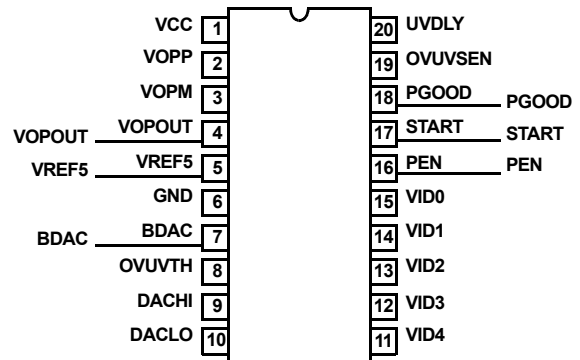 VCC 1 20 UVDLY
VOPP 2 19 OVUVSEN
VOPM 3 18 PGOOD PGOOD
VOPOUT VOPOUT 4 17 START START
VREF5 VREF5 5 16 PEN PEN
GND 6 15 VID0
BDAC BDAC 7 14 VID1
OVUVTH 8 13 VID2
DACHI 9 12 VID3
DACLO 10 11 VID4